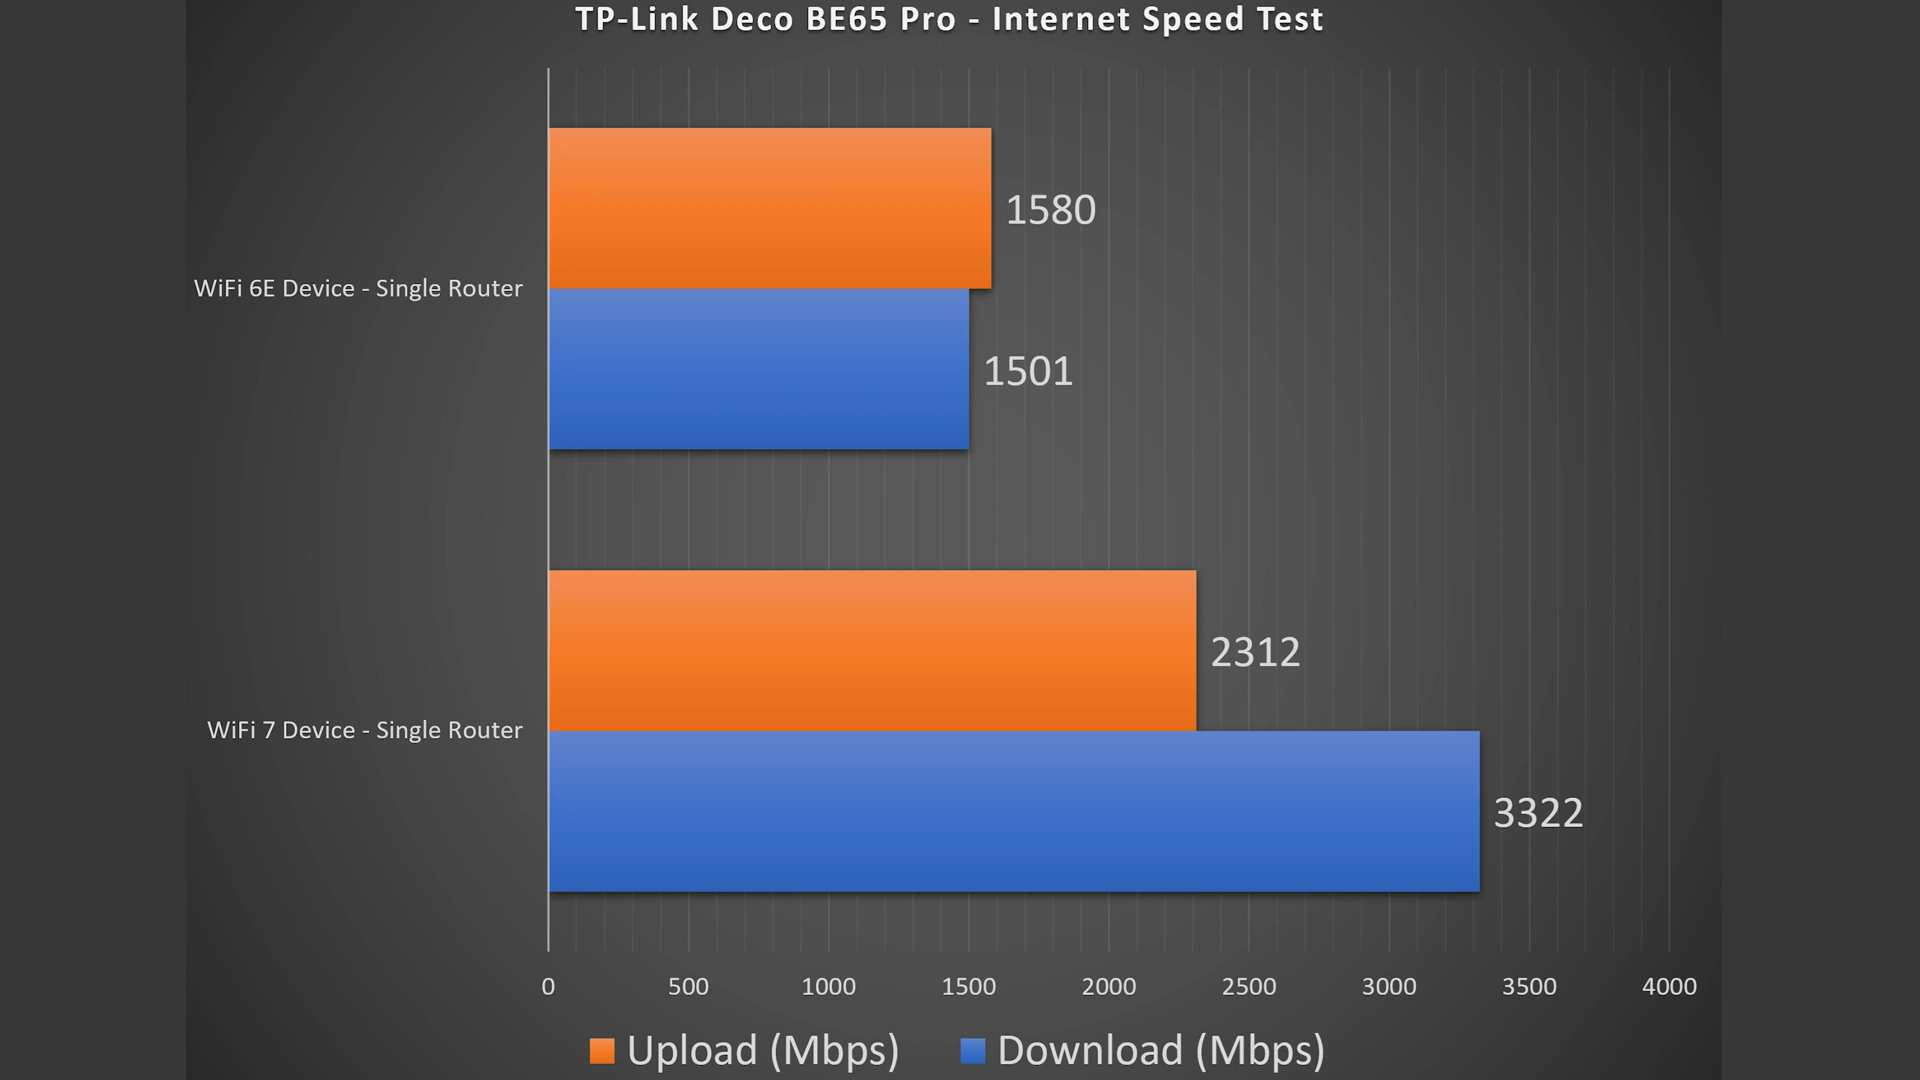 TP-Link Deco BE65 Pro - Internet Speed Test
1580
WiFi 6E Device - Single Router
1501
2312
WiFi 7 Device - Single Router
3322
0 500 1000 1500 2000 2500 3000 3500 4000
Upload (Mbps) Download (Mbps)